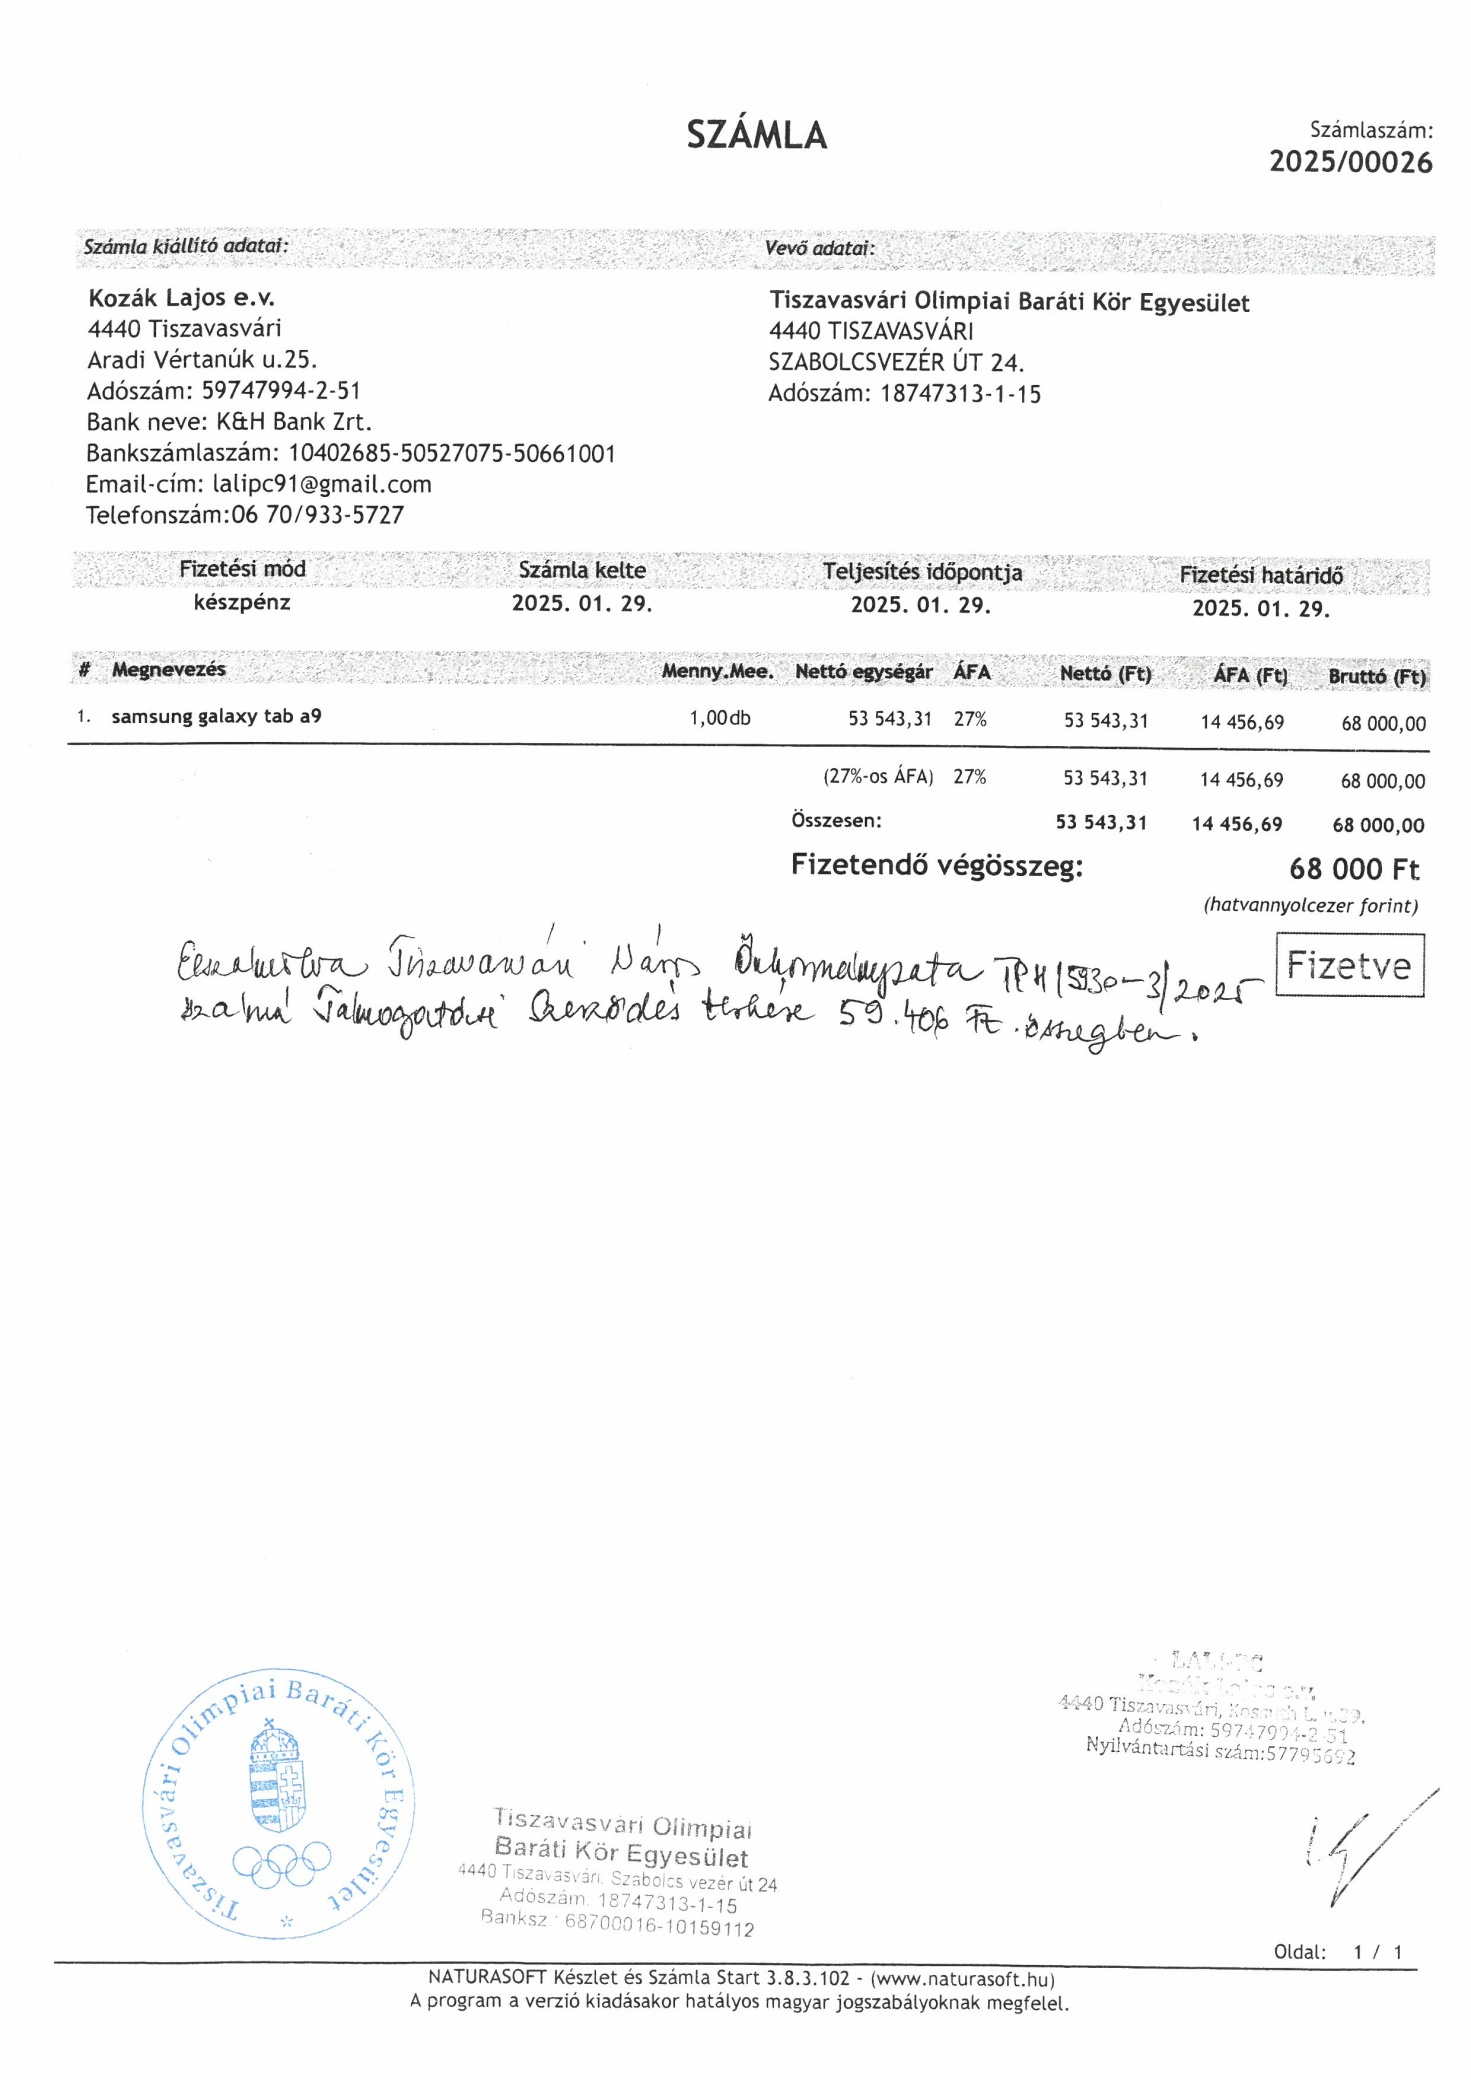 SZÁMLA
Számlaszám:
2025/00026
Számla kiállító adatai:
Vevő adatai:
Kozák Lajos e.v.
4440 Tiszavasvári
Aradi Vértanúk u.25.
Adószám: 59747994-2-51
Bank neve: K&H Bank Zrt.
Bankszámlaszám: 10402685-50527075-50661001
Email-cím: lalipc91@gmail.com
Telefonszám:06 70/933-5727
Tiszavasvári Olimpiai Baráti Kör Egyesület
4440 TISZAVASVÁRI
SZABOLCSVEZÉR ÚT 24.
Adószám: 18747313-1-15
Fizetési mód Számla kelte Teljesítés időpontja Fizetési határidő
készpénz 2025. 01. 29. 2025. 01. 29. 2025. 01. 29.
# Megnevezés Menny.Mee. Nettó egységár ÁFA Nettó (Ft) ÁFA (Ft) Bruttó (Ft)
1. samsung galaxy tab a9 1,00db 53 543,31 27% 53 543,31 14 456,69 68 000,00
(27%-os ÁFA) 27% 53 543,31 14 456,69 68 000,00
Összesen: 53 543,31 14 456,69 68 000,00
Fizetendő végösszeg: 68 000 Ft
(hatvannyolcezer forint)
Elszámolva Tiszavasvári Város Önkormányzata TPH/5930-3/2025
Fizetve
számú Támogatási Szerződés terhére 59.406 Ft. összegben.
Tiszavasvári Olimpiai Baráti Kör Egyesület *
Tiszavasvári Olimpiai
Baráti Kör Egyesület
4440 Tiszavasvári, Szabolcs vezér út 24
Adószám: 18747313-1-15
Banksz.: 68700016-10159112
LALIPC
Kozák Lajos e.v.
4440 Tiszavasvári, Kossuth L. u.39.
Adószám: 59747994-2-51
Nyilvántartási szám:57795692
Oldal: 1 / 1
NATURASOFT Készlet és Számla Start 3.8.3.102 - (www.naturasoft.hu)
A program a verzió kiadásakor hatályos magyar jogszabályoknak megfelel.